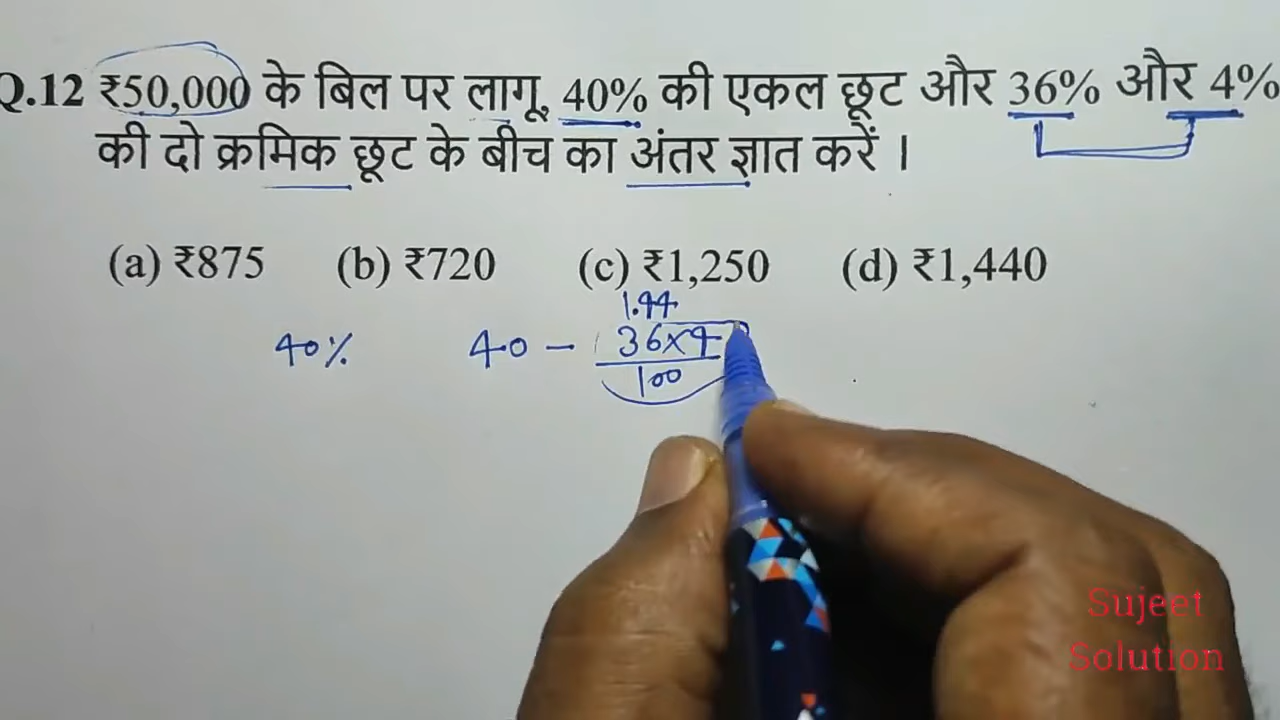 Q.12 ₹50,000 के बिल पर लागू, 40% की एकल छूट और 36% और 4%
की दो क्रमिक छूट के बीच का अंतर ज्ञात करें ।
(a) ₹875 (b) ₹720 (c) ₹1,250 (d) ₹1,440
1.44
40% 40 - 36×4
100
Sujeet
Solution